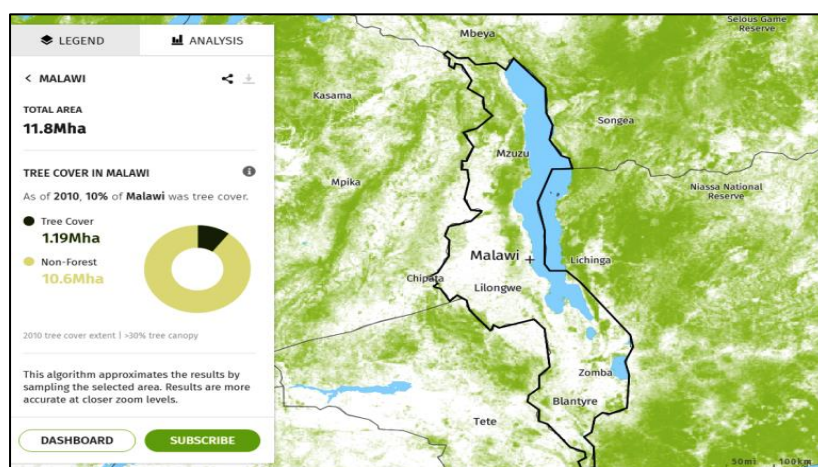 LEGEND
ANALYSIS
< MALAWI
TOTAL AREA
11.8Mha
TREE COVER IN MALAWI
As of 2010, 10% of Malawi was tree cover.
Tree Cover
1.19Mha
Non-Forest
10.6Mha
2010 tree cover extent | >30% tree canopy
This algorithm approximates the results by
sampling the selected area. Results are more
accurate at closer zoom levels.
DASHBOARD
SUBSCRIBE
Mbeya
Selous Game
Reserve
Kasama
Songea
Mzuzu
Mpika
Niassa National
Reserve
Malawi
Lichinga
Chipata
Lilongwe
Zomba
Blantyre
Tete
50mi
100km